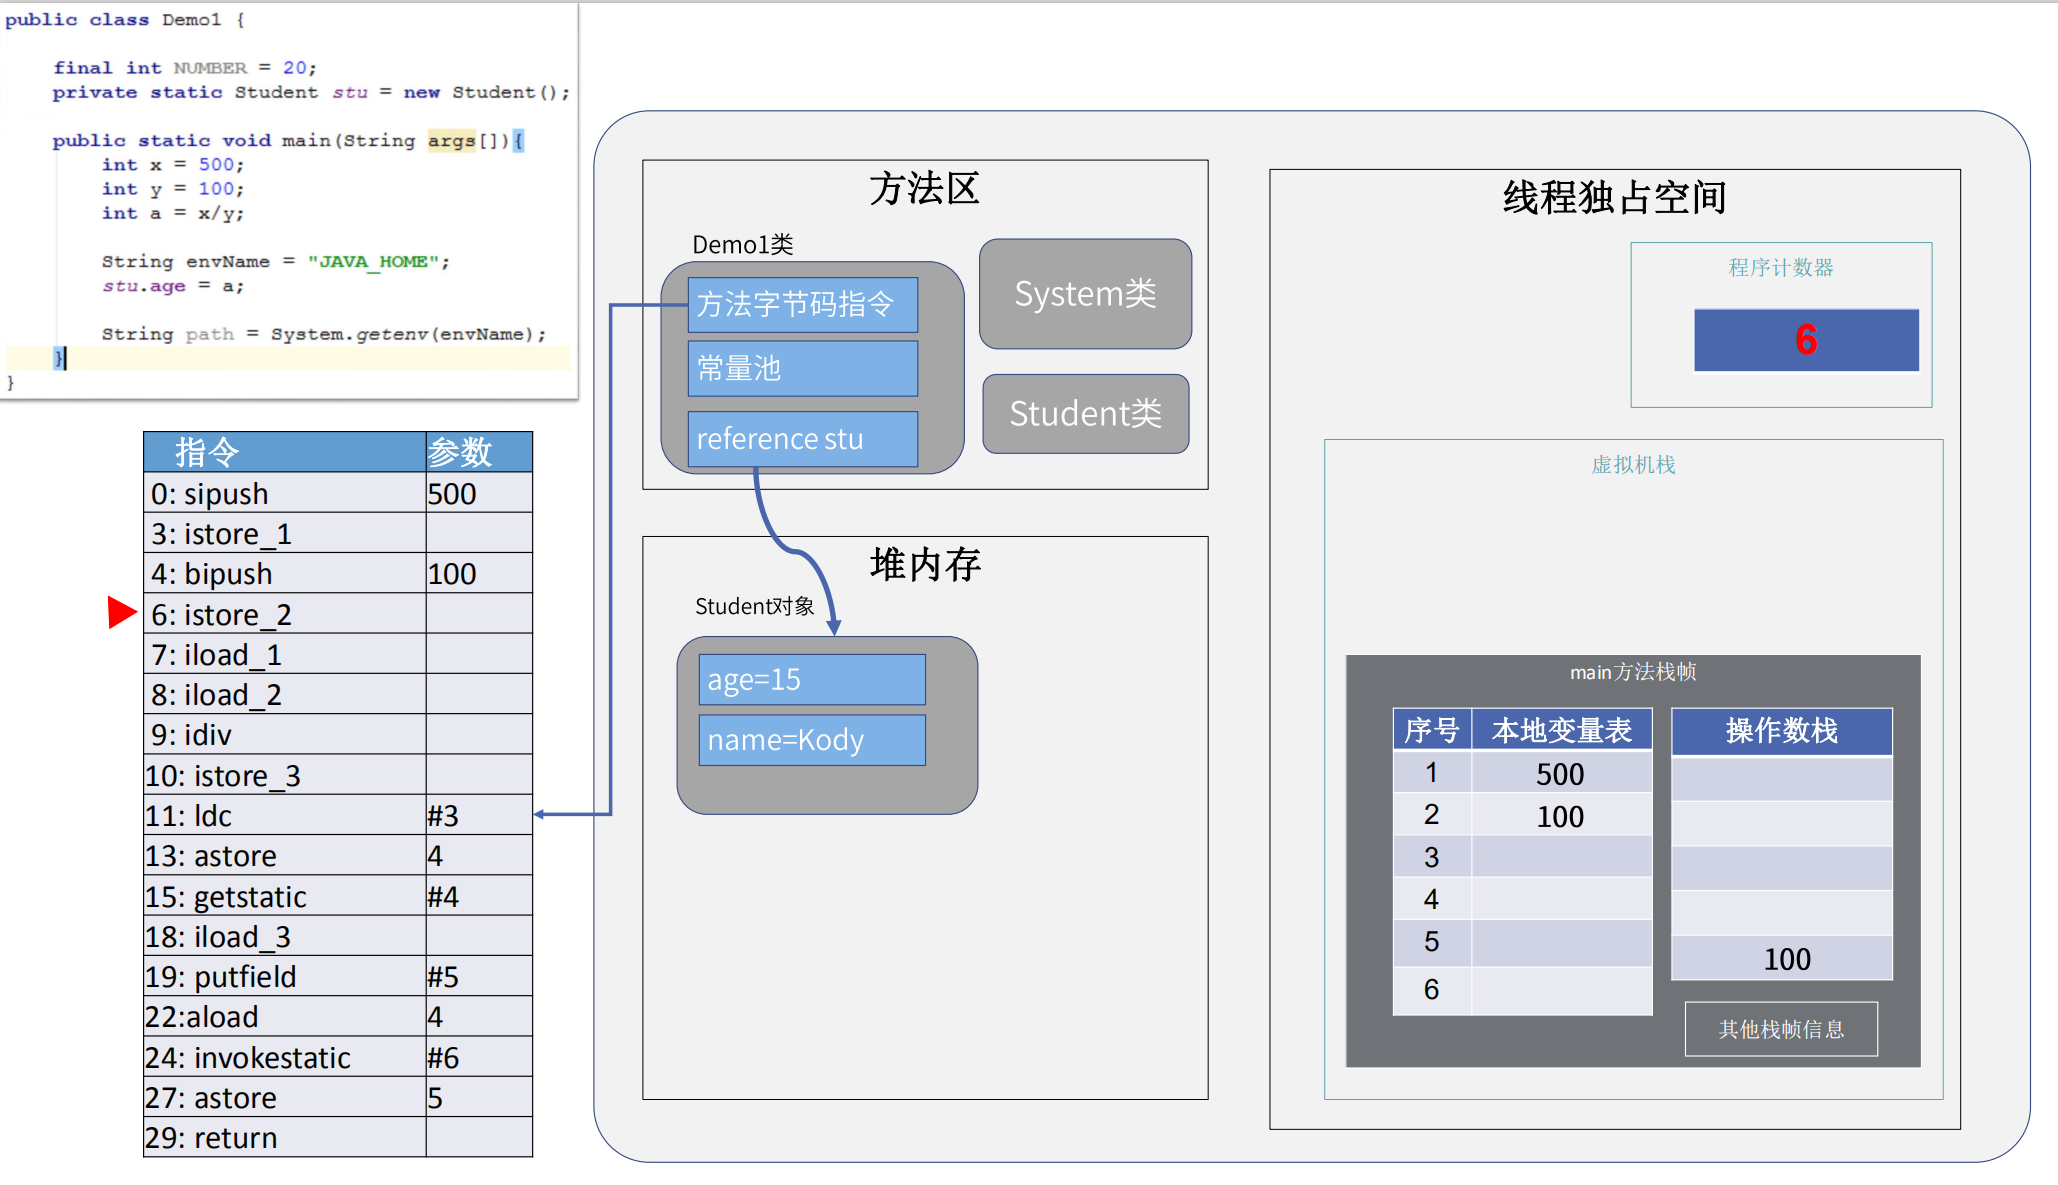 public class Demo1 {
final int NUMBER = 20;
private static Student stu = new Student();
public static void main(String args[]){
int x = 500;
int y = 100;
int a = x/y;
String envName = "JAVA_HOME";
stu.age = a;
String path = System.getenv(envName);
}
}
指令 参数
0: sipush 500
3: istore_1
4: bipush 100
6: istore_2
7: iload_1
8: iload_2
9: idiv
10: istore_3
11: ldc #3
13: astore 4
15: getstatic #4
18: iload_3
19: putfield #5
22:aload 4
24: invokestatic #6
27: astore 5
29: return
方法区
Demo1类
方法字节码指令
常量池
reference stu
System类
Student类
堆内存
Student对象
age=15
name=Kody
线程独占空间
程序计数器
6
虚拟机栈
main方法栈帧
序号 本地变量表
1 500
2 100
3
4
5
6
操作数栈
100
其他栈帧信息